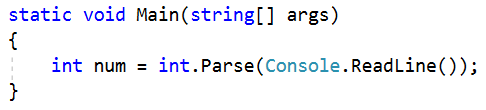 static void Main(string[] args)
{
    int num = int.Parse(Console.ReadLine());
}